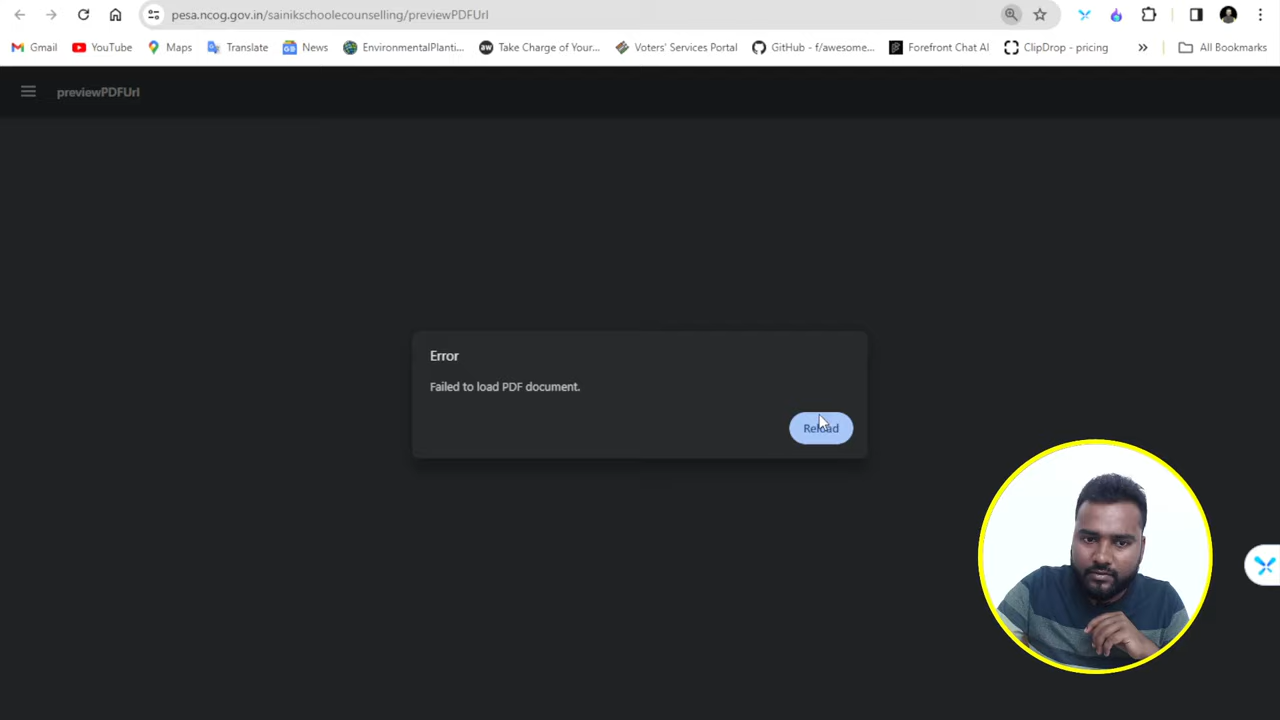 pesa.ncog.gov.in/sainikschoolecounselling/previewPDFUrl
Gmail YouTube Maps Translate News EnvironmentalPlanti... Take Charge of Your... Voters' Services Portal GitHub - f/awesome... Forefront Chat AI ClipDrop - pricing » All Bookmarks
previewPDFUrl
Error
Failed to load PDF document.
Reload